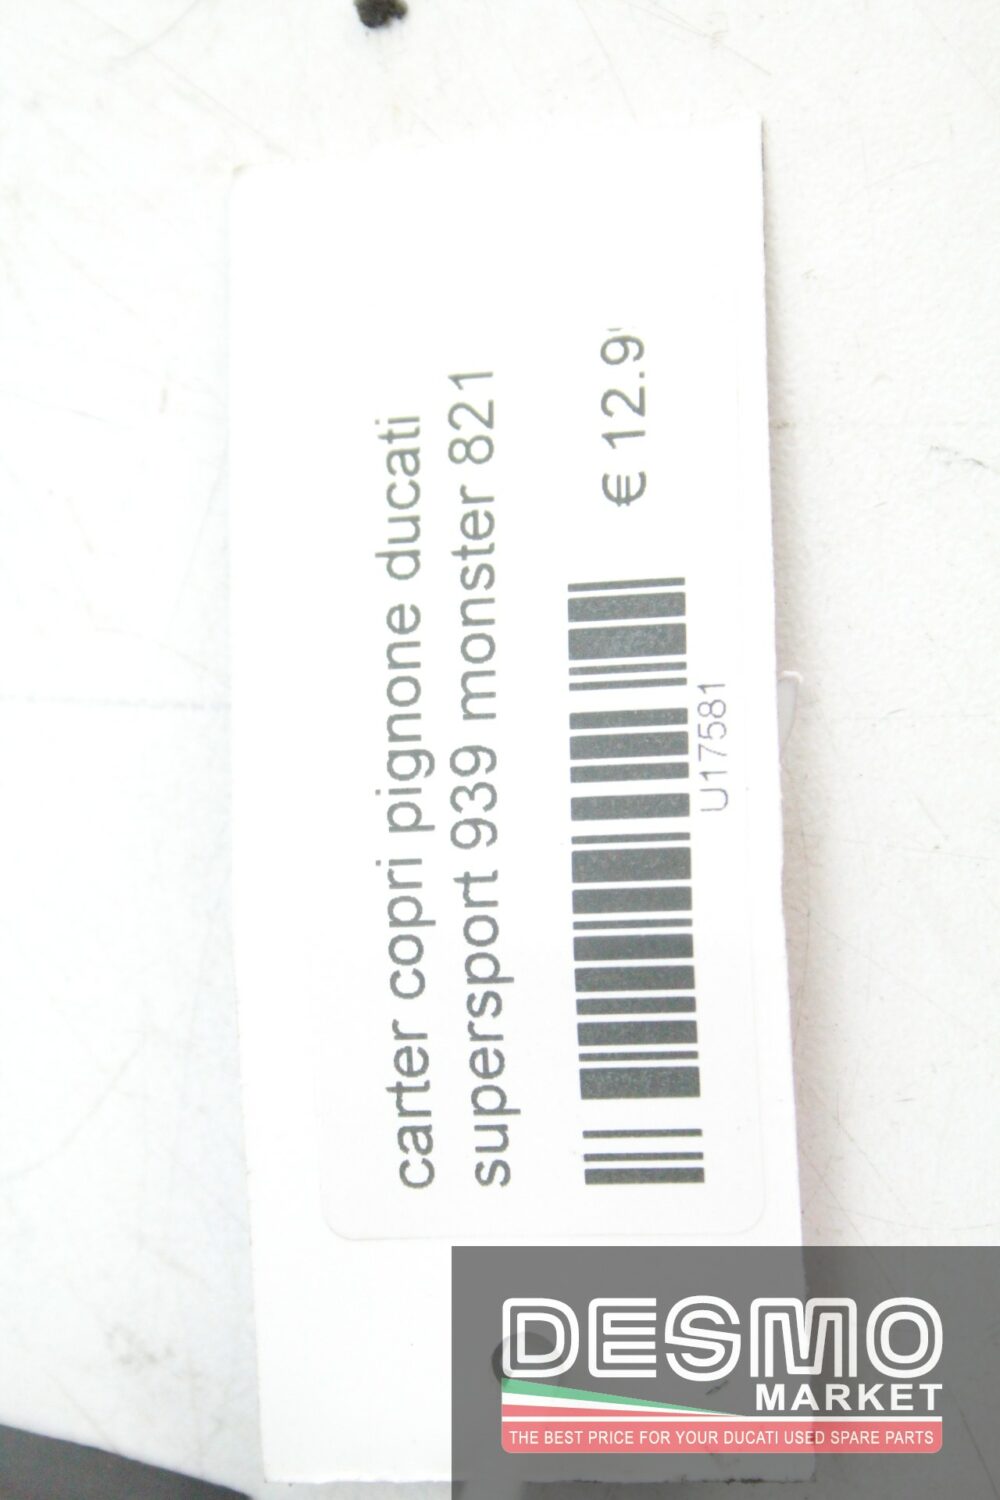 carter copri pignone ducati
supersport 939 monster 821
€ 12.9
U17581
DESMO
MARKET
THE BEST PRICE FOR YOUR DUCATI USED SPARE PARTS